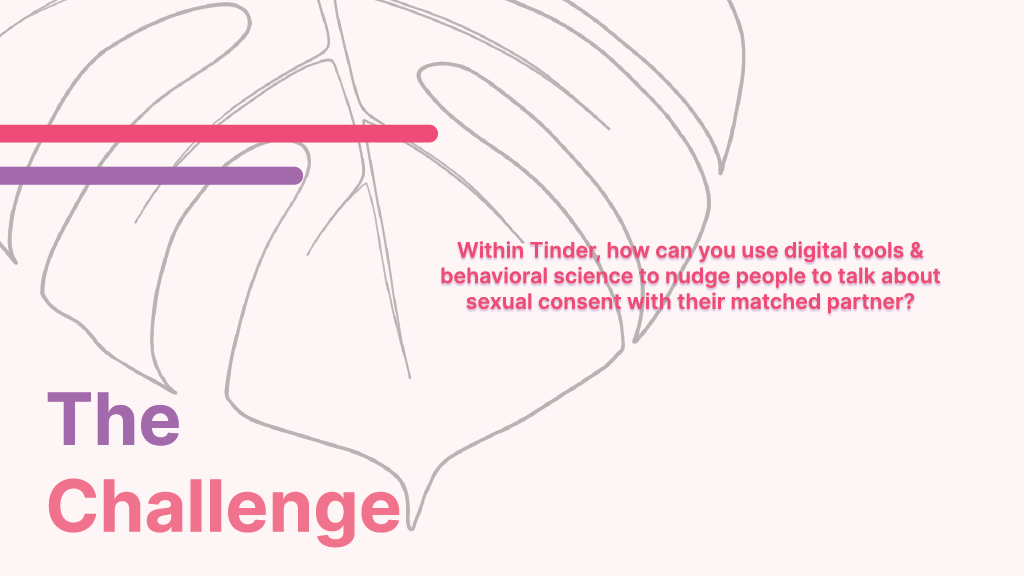 Within Tinder, how can you use digital tools &
behavioral science to nudge people to talk about
sexual consent with their matched partner?
The
Challenge